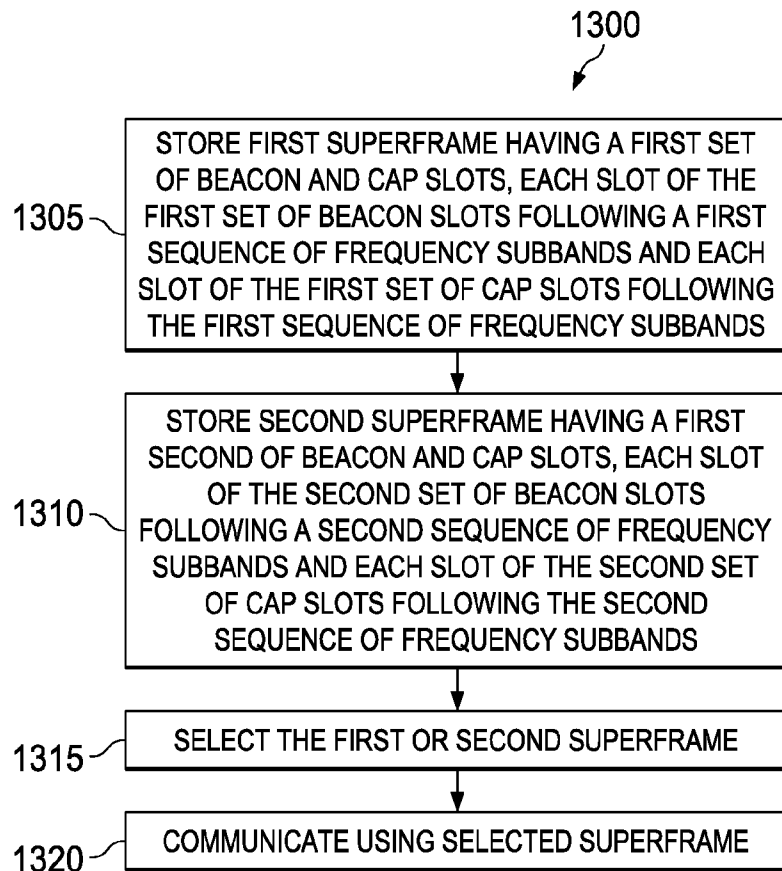 1300
1305
STORE FIRST SUPERFRAME HAVING A FIRST SET
OF BEACON AND CAP SLOTS, EACH SLOT OF THE
FIRST SET OF BEACON SLOTS FOLLOWING A FIRST
SEQUENCE OF FREQUENCY SUBBANDS AND EACH
SLOT OF THE FIRST SET OF CAP SLOTS FOLLOWING
THE FIRST SEQUENCE OF FREQUENCY SUBBANDS
1310
STORE SECOND SUPERFRAME HAVING A FIRST
SECOND OF BEACON AND CAP SLOTS, EACH SLOT
OF THE SECOND SET OF BEACON SLOTS
FOLLOWING A SECOND SEQUENCE OF FREQUENCY
SUBBANDS AND EACH SLOT OF THE SECOND SET
OF CAP SLOTS FOLLOWING THE SECOND
SEQUENCE OF FREQUENCY SUBBANDS
1315
SELECT THE FIRST OR SECOND SUPERFRAME
1320
COMMUNICATE USING SELECTED SUPERFRAME